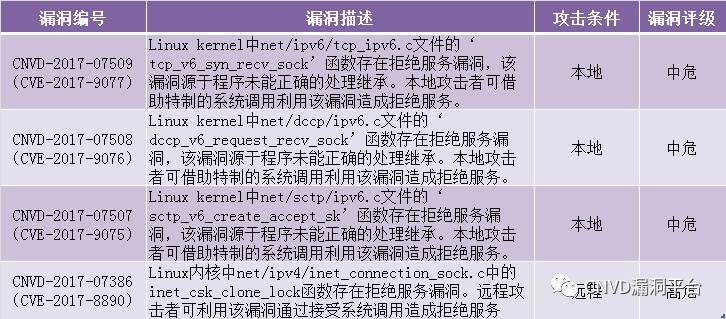 漏洞编号 漏洞描述 攻击条件 漏洞评级
CNVD-2017-07509
(CVE-2017-9077)
Linux kernel中net/ipv6/tcp_ipv6.c文件的‘
tcp_v6_syn_recv_sock’函数存在拒绝服务漏洞，该
漏洞源于程序未能正确的处理继承。本地攻击者可借
助特制的系统调用利用该漏洞造成拒绝服务。
本地
中危
CNVD-2017-07508
(CVE-2017-9076)
Linux kernel中net/dccp/ipv6.c文件的‘
dccp_v6_request_recv_sock’函数存在拒绝服务漏
洞，该漏洞源于程序未能正确的处理继承。本地攻击
者可借助特制的系统调用利用该漏洞造成拒绝服务。
本地
中危
CNVD-2017-07507
(CVE-2017-9075)
Linux kernel中net/sctp/ipv6.c文件的‘
sctp_v6_create_accept_sk’函数存在拒绝服务漏
洞，该漏洞源于程序未能正确的处理继承。本地攻击
者可借助特制的系统调用利用该漏洞造成拒绝服务。
本地
中危
CNVD-2017-07386
(CVE-2017-8890)
Linux内核中net/ipv4/inet_connection_sock.c中的
inet_csk_clone_lock函数存在拒绝服务漏洞。远程攻
击者可利用该漏洞通过接受系统调用造成拒绝服务
远程
高危
CNVD漏洞平台